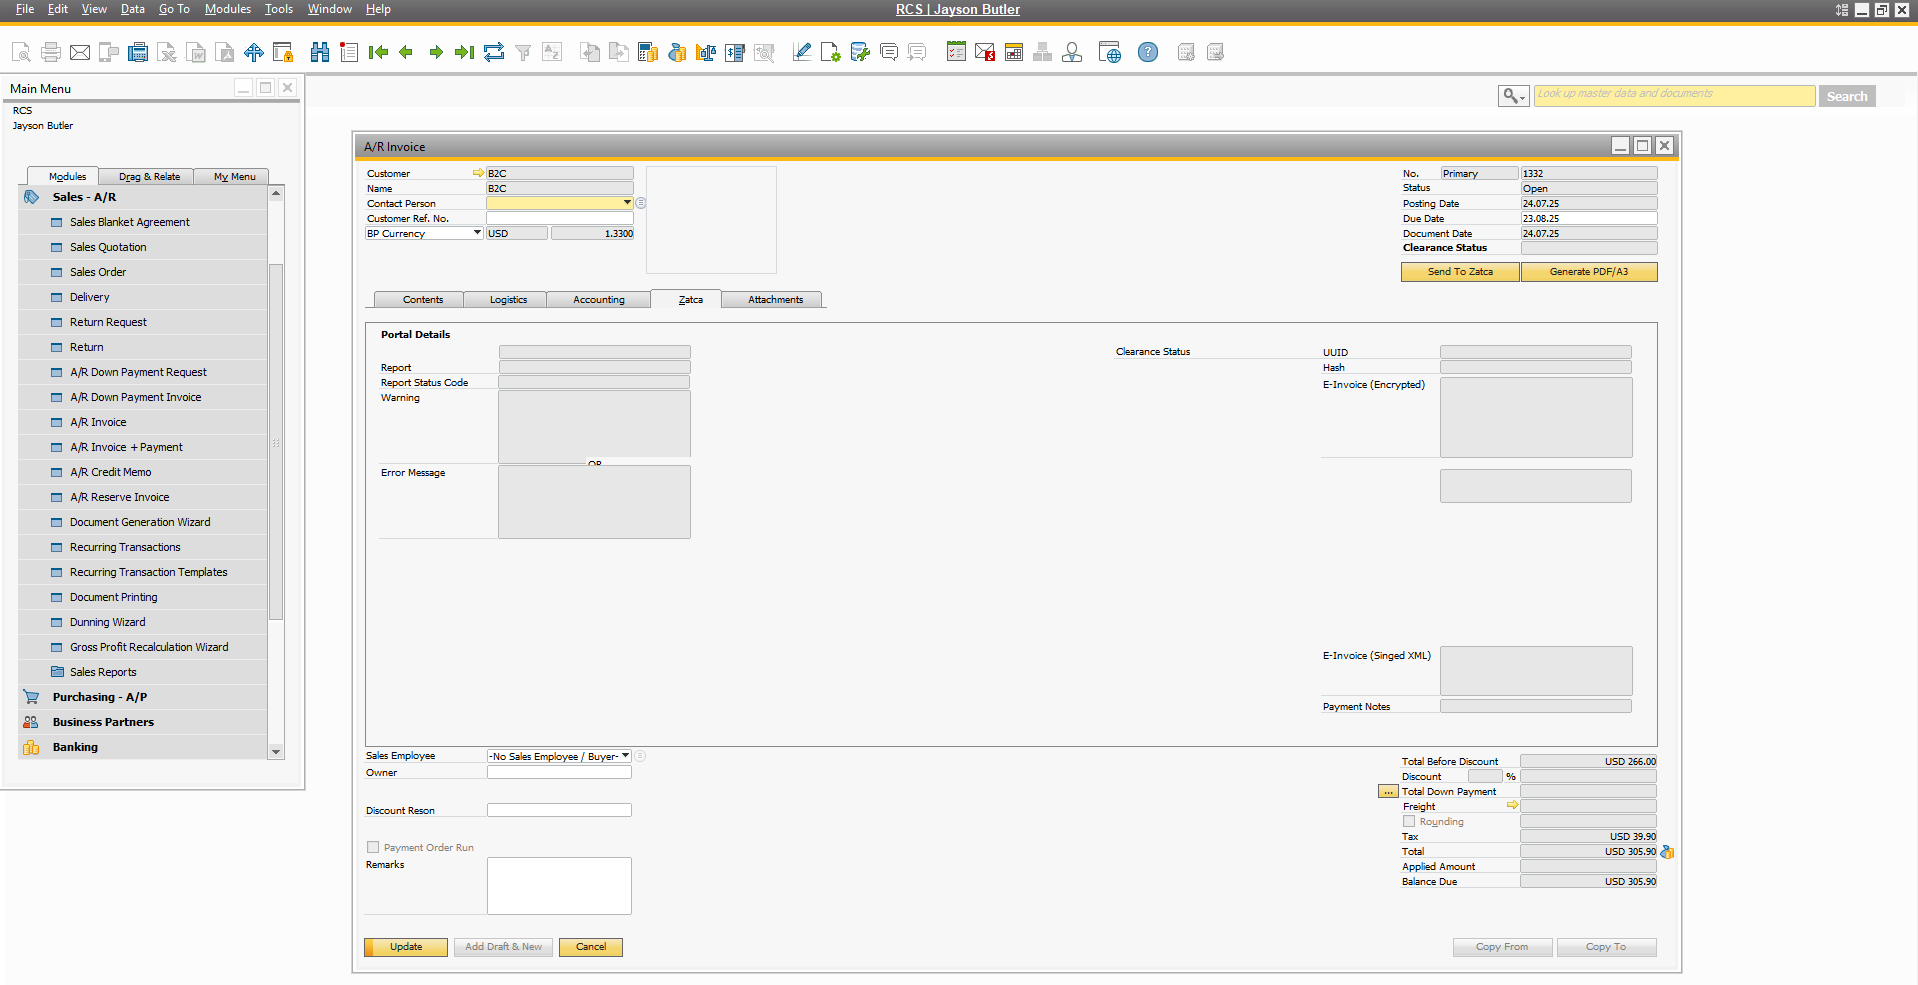 File Edit View Data Go To Modules Tools Window Help
RCS | Jayson Butler
Main Menu
RCS
Jayson Butler
Modules Drag & Relate My Menu
Sales - A/R
Sales Blanket Agreement
Sales Quotation
Sales Order
Delivery
Return Request
Return
A/R Down Payment Request
A/R Down Payment Invoice
A/R Invoice
A/R Invoice + Payment
A/R Credit Memo
A/R Reserve Invoice
Document Generation Wizard
Recurring Transactions
Recurring Transaction Templates
Document Printing
Dunning Wizard
Gross Profit Recalculation Wizard
Sales Reports
Purchasing - A/P
Business Partners
Banking
Look up master data and documents
Search
A/R Invoice
Customer B2C
Name B2C
Contact Person
Customer Ref. No.
BP Currency USD 1.3300
No. Primary 1332
Status Open
Posting Date 24.07.25
Due Date 23.08.25
Document Date 24.07.25
Clearance Status
Send To Zatca Generate PDF/A3
Contents Logistics Accounting Zatca Attachments
Portal Details
Report
Report Status Code
Warning
Error Message
Clearance Status
UUID
Hash
E-Invoice (Encrypted)
E-Invoice (Singed XML)
Payment Notes
Sales Employee -No Sales Employee / Buyer-
Owner
Discount Reson
Payment Order Run
Remarks
Total Before Discount USD 266.00
Discount %
... Total Down Payment
Freight
Rounding
Tax USD 39.90
Total USD 305.90
Applied Amount
Balance Due USD 305.90
Update Add Draft & New Cancel
Copy From Copy To